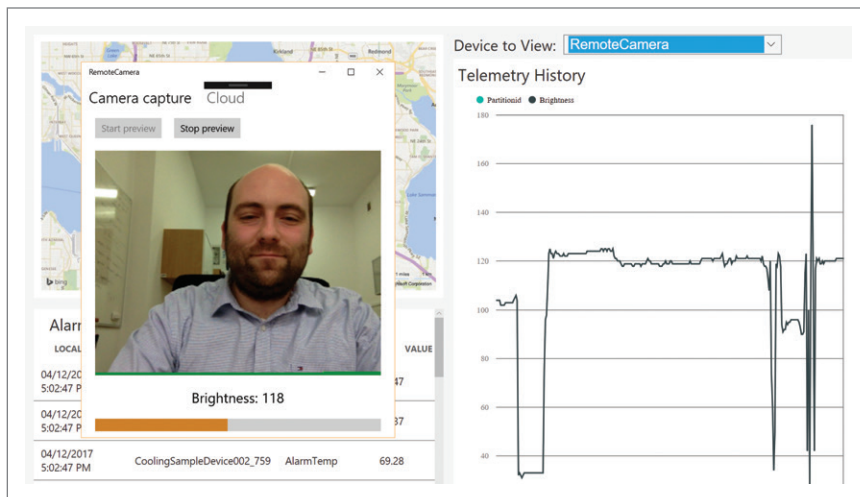 Device to View: RemoteCamera
Telemetry History
Partitionid Brightness
180
160
140
120
100
80
60
40
Kirkland
Redmond
RemoteCamera
Camera capture Cloud
Start preview Stop preview
Brightness: 118
bing
Alar
LOCAL VALUE
04/12/20
5:02:47 P 47
04/12/20
5:02:47 P 37
04/12/2017
5:02:47 PM CoolingSampleDevice002_759 AlarmTemp 69.28